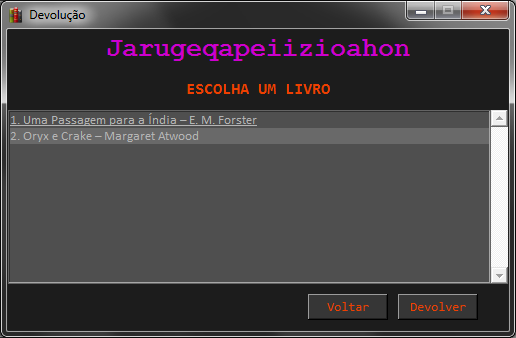 Devolução
Jarugeqapeiizioahon
ESCOLHA UM LIVRO
1. Uma Passagem para a Índia – E. M. Forster
2. Oryx e Crake – Margaret Atwood
Voltar
Devolver